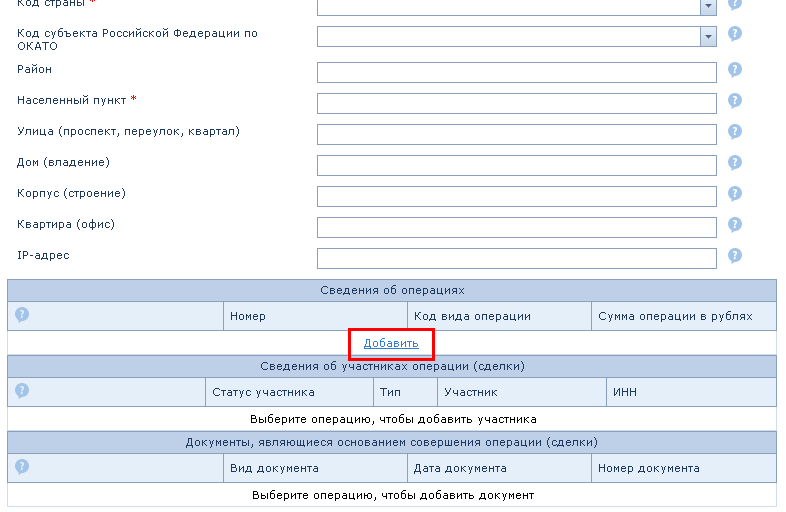 Код страны *
Код субъекта Российской Федерации по
ОКАТО
Район
Населенный пункт *
Улица (проспект, переулок, квартал)
Дом (владение)
Корпус (строение)
Квартира (офис)
IP-адрес
Сведения об операциях
Номер Код вида операции Сумма операции в рублях
Добавить
Сведения об участниках операции (сделки)
Статус участника Тип Участник ИНН
Выберите операцию, чтобы добавить участника
Документы, являющиеся основанием совершения операции (сделки)
Вид документа Дата документа Номер документа
Выберите операцию, чтобы добавить документ